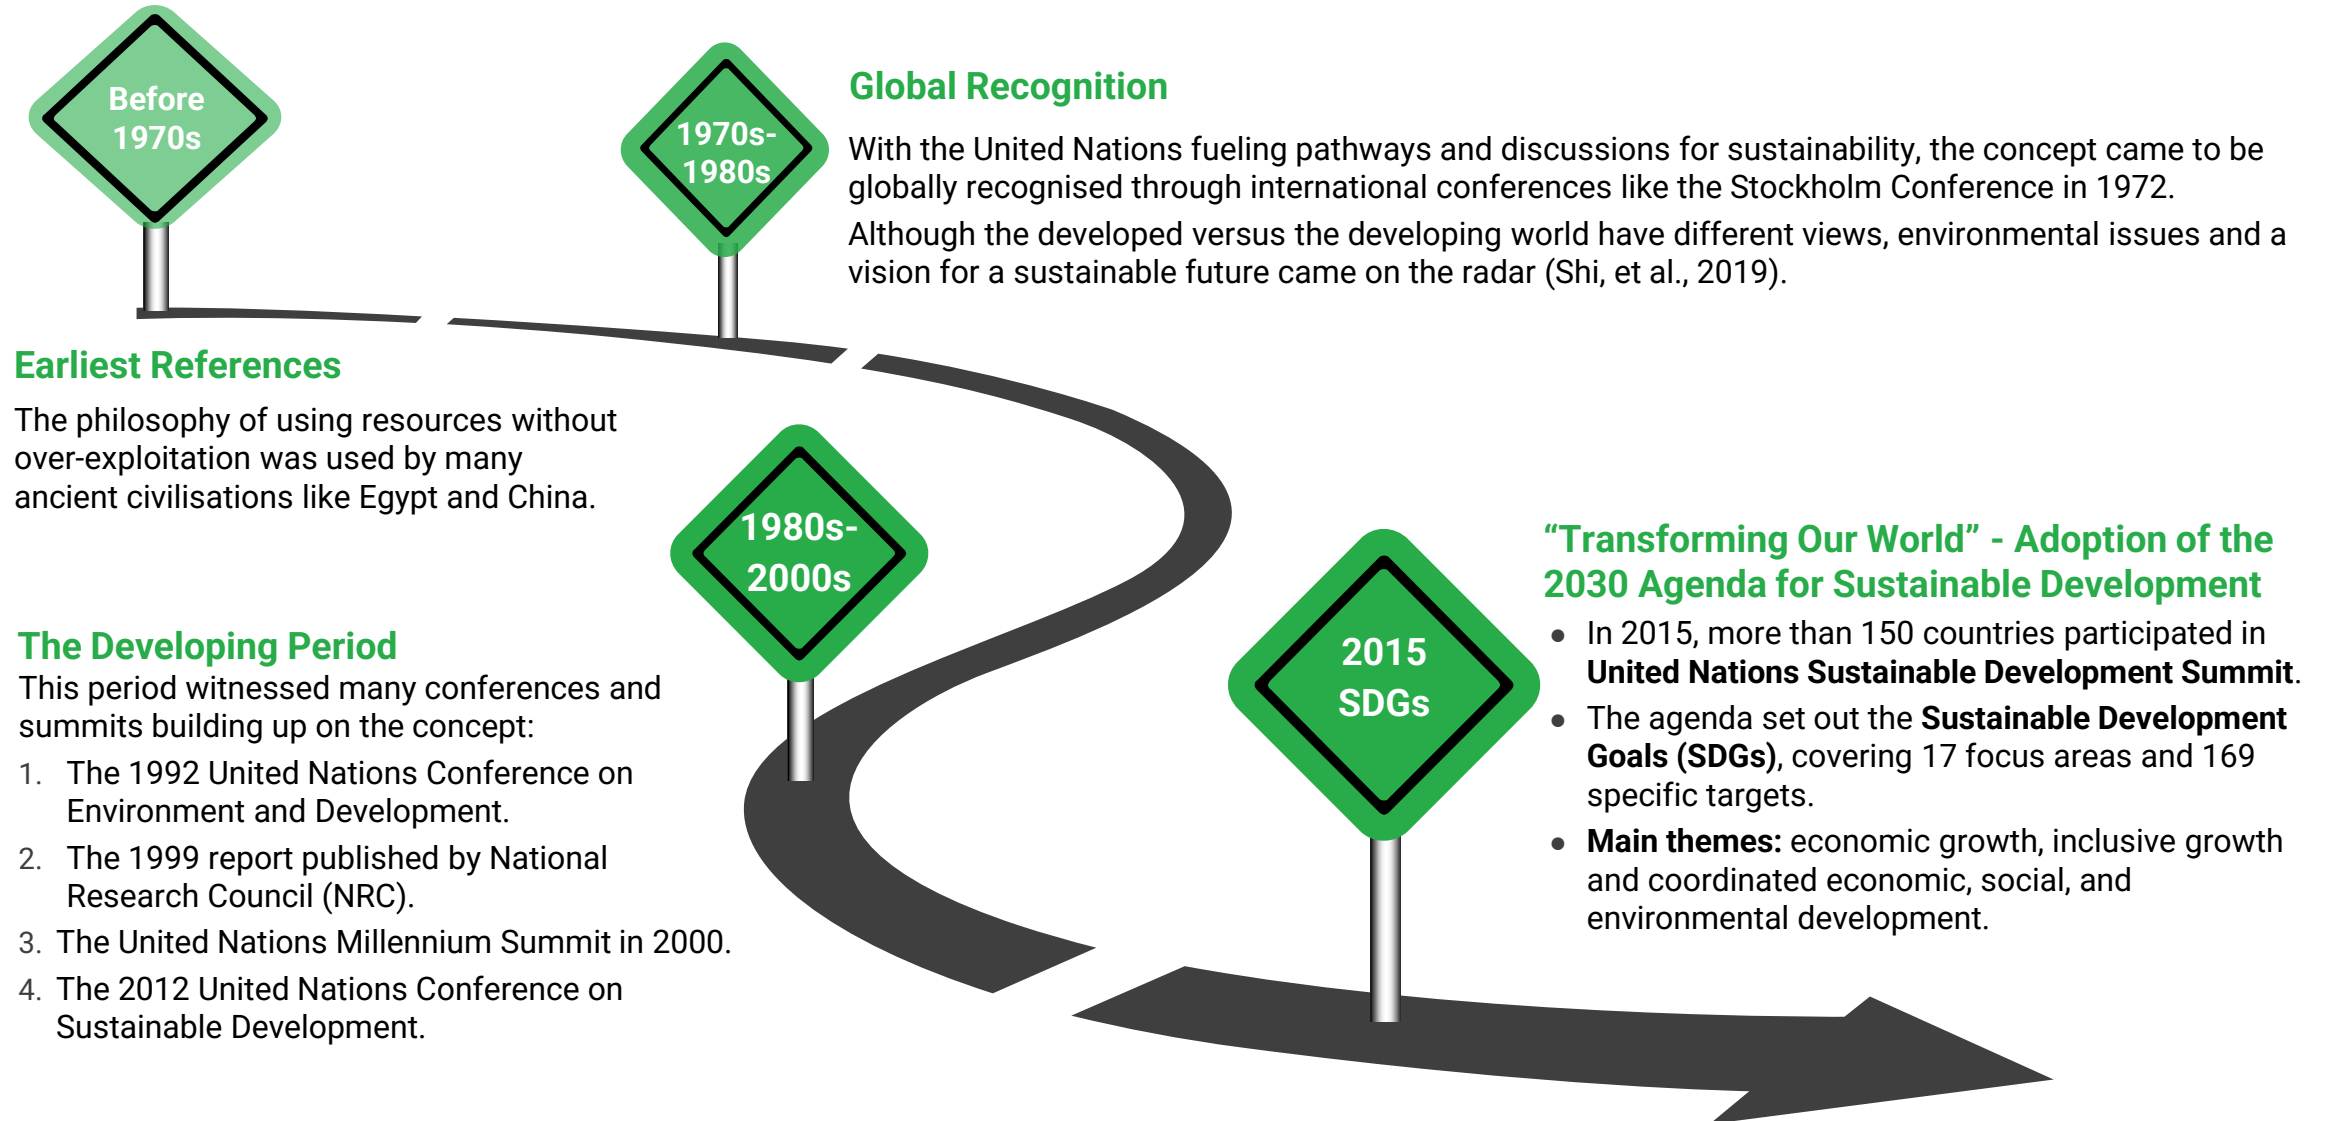 Before
1970s
Earliest References
The philosophy of using resources without
over-exploitation was used by many
ancient civilisations like Egypt and China.
1970s-
1980s
Global Recognition
With the United Nations fueling pathways and discussions for sustainability, the concept came to be
globally recognised through international conferences like the Stockholm Conference in 1972.
Although the developed versus the developing world have different views, environmental issues and a
vision for a sustainable future came on the radar (Shi, et al., 2019).
1980s-
2000s
The Developing Period
This period witnessed many conferences and
summits building up on the concept:
1. The 1992 United Nations Conference on
Environment and Development.
2. The 1999 report published by National
Research Council (NRC).
3. The United Nations Millennium Summit in 2000.
4. The 2012 United Nations Conference on
Sustainable Development.
2015
SDGs
“Transforming Our World” - Adoption of the
2030 Agenda for Sustainable Development
● In 2015, more than 150 countries participated in
United Nations Sustainable Development Summit.
● The agenda set out the Sustainable Development
Goals (SDGs), covering 17 focus areas and 169
specific targets.
● Main themes: economic growth, inclusive growth
and coordinated economic, social, and
environmental development.